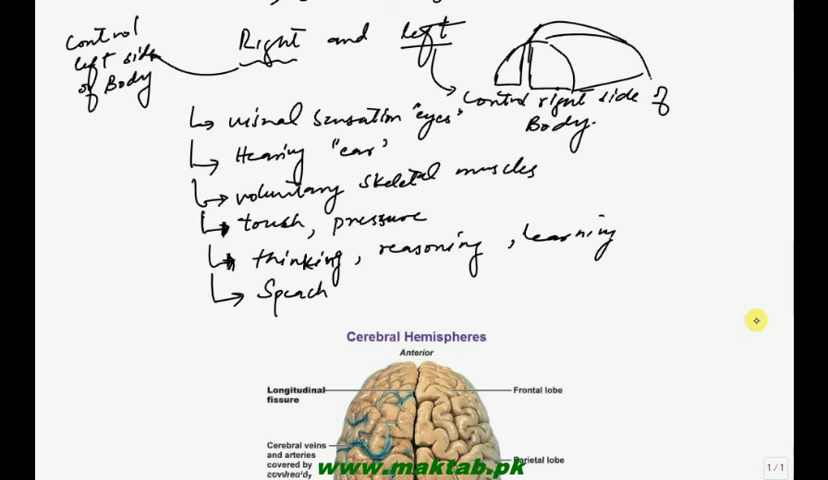 Control
left side
of Body
Right and left
Control right side of
Body.
visual sensation "eyes"
Hearing "ear"
voluntary skeletal muscles
touch, pressure
thinking, reasoning, learning
Speach
Cerebral Hemispheres
Anterior
Longitudinal
fissure
Frontal lobe
Cerebral veins
and arteries
covered by
Parietal lobe
www.maktab.pk
1/1